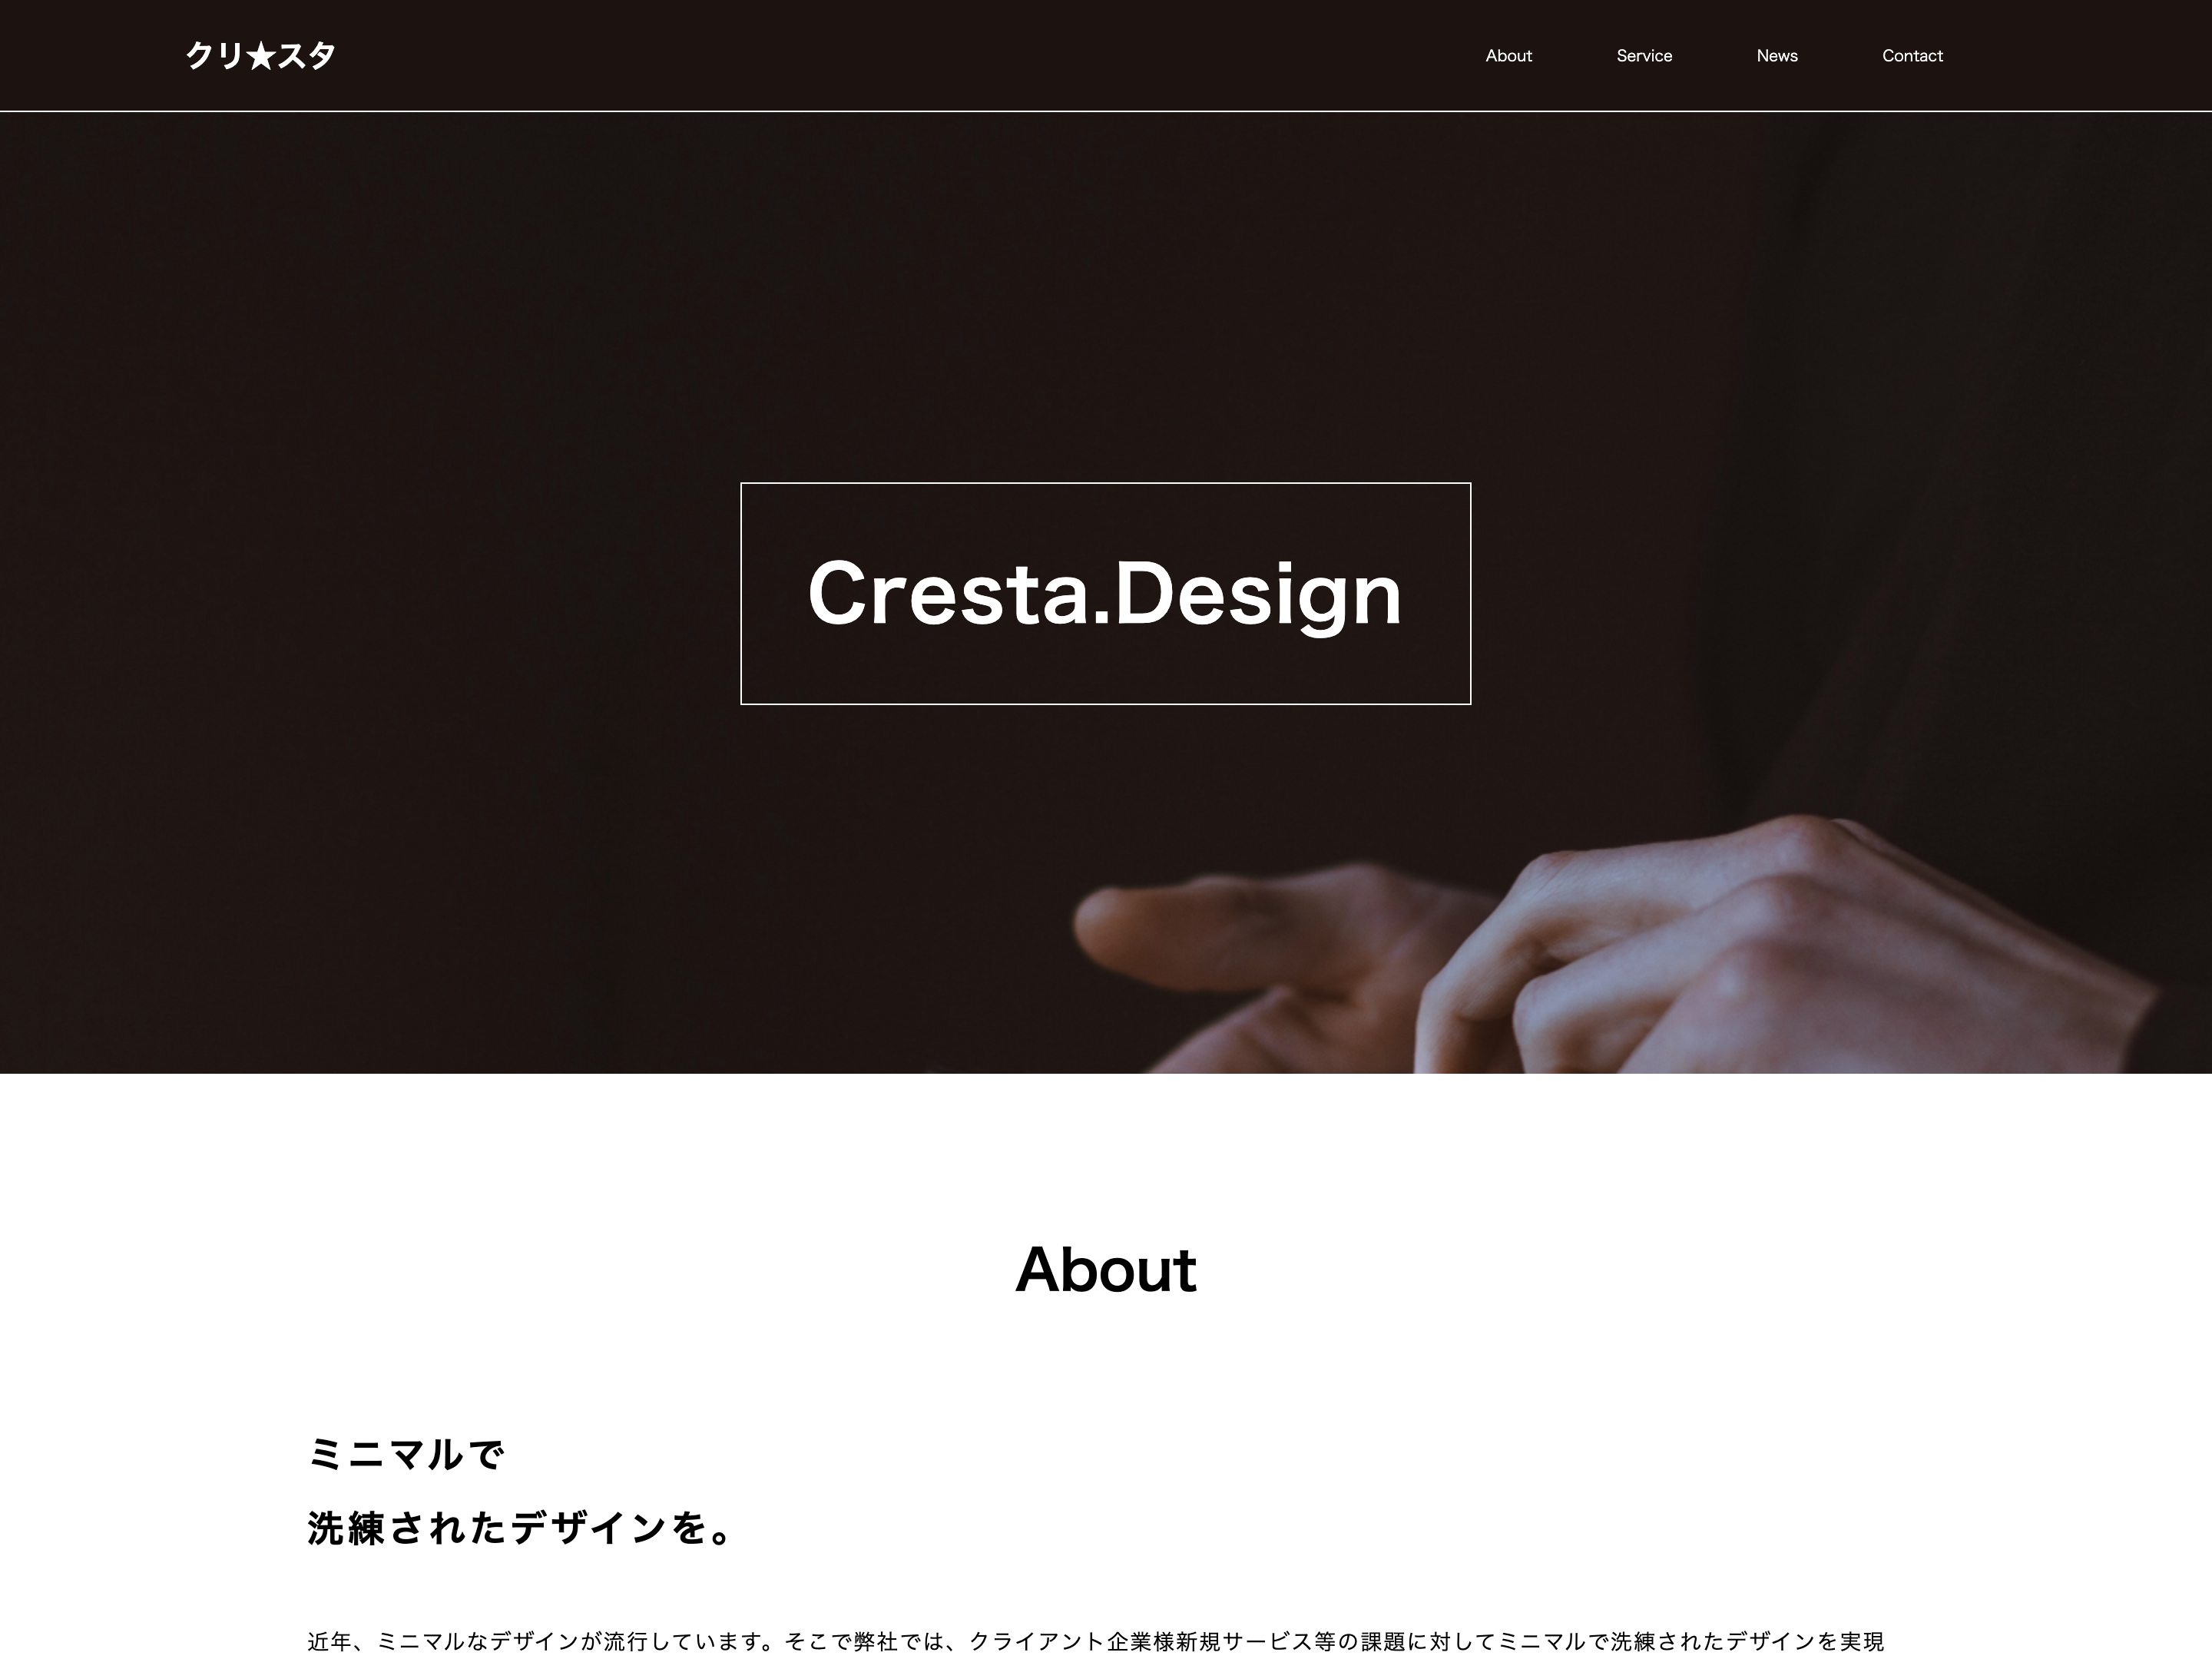 クリ★スタ
About Service News Contact
Cresta.Design
About
ミニマルで
洗練されたデザインを。
近年、ミニマルなデザインが流行しています。そこで弊社では、クライアント企業様新規サービス等の課題に対してミニマルで洗練されたデザインを実現